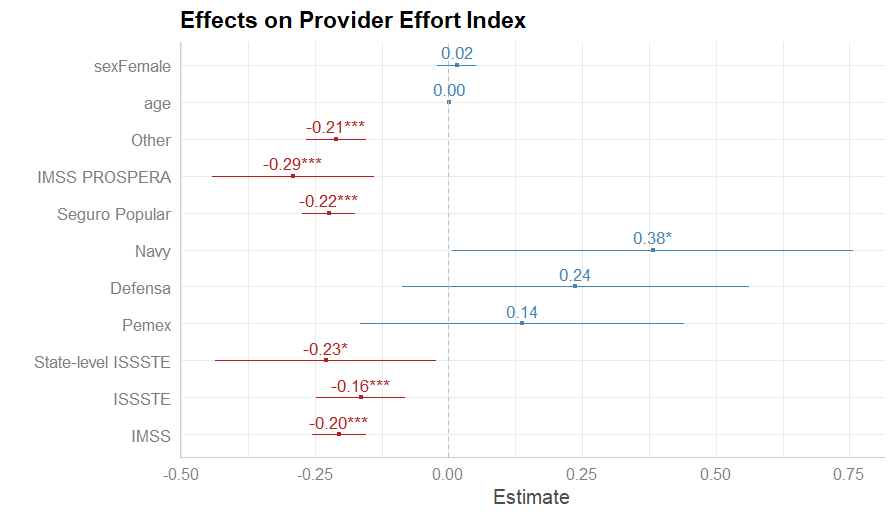 Effects on Provider Effort Index
sexFemale 0.02
age 0.00
Other -0.21***
IMSS PROSPERA -0.29***
Seguro Popular -0.22***
Navy 0.38*
Defensa 0.24
Pemex 0.14
State-level ISSSTE -0.23*
ISSSTE -0.16***
IMSS -0.20***
-0.50 -0.25 0.00 0.25 0.50 0.75
Estimate